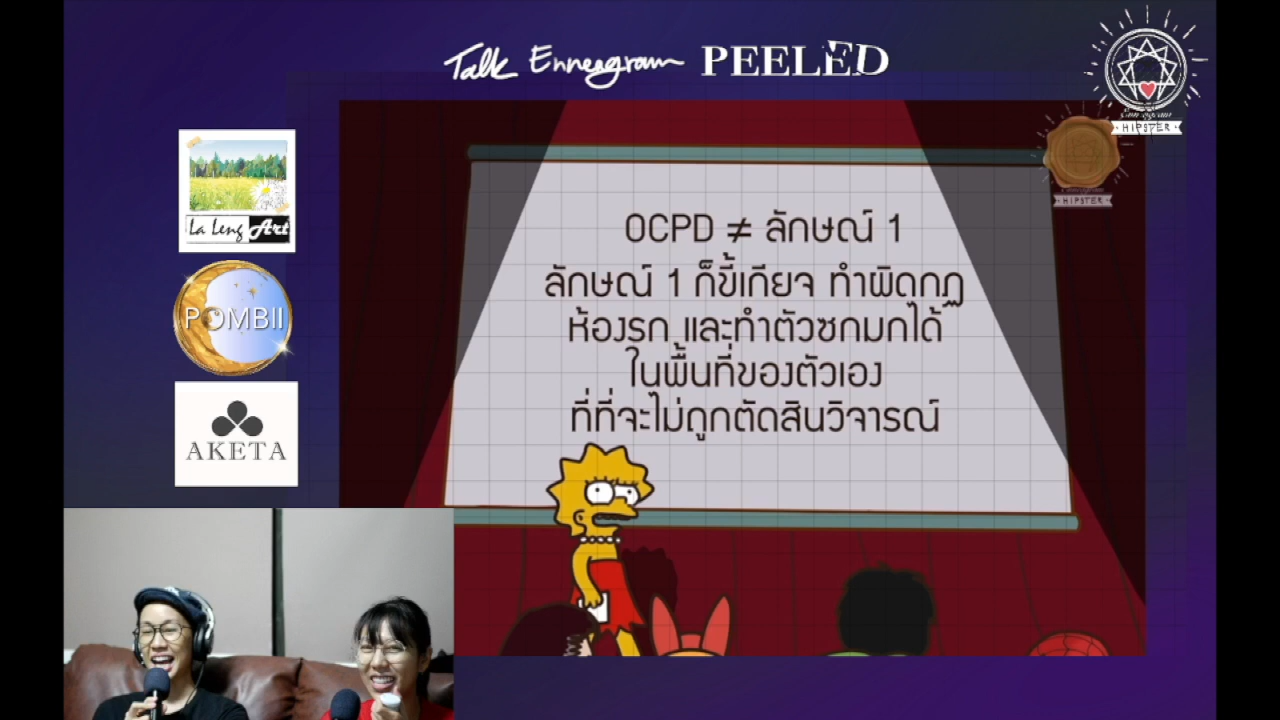 Talk Enneagram PEELED
Enneagram
HIPSTER
HIPSTER
La Leng Art
POMBII
AKETA
OCPD ≠ ลักษณ์ 1
ลักษณ์ 1 ก็ขี้เกียจ ทำผิดกฏ
ห้องรก และทำตัวซกมกได้
ในพื้นที่ของตัวเอง
ที่ที่จะไม่ถูกตัดสินวิจารณ์